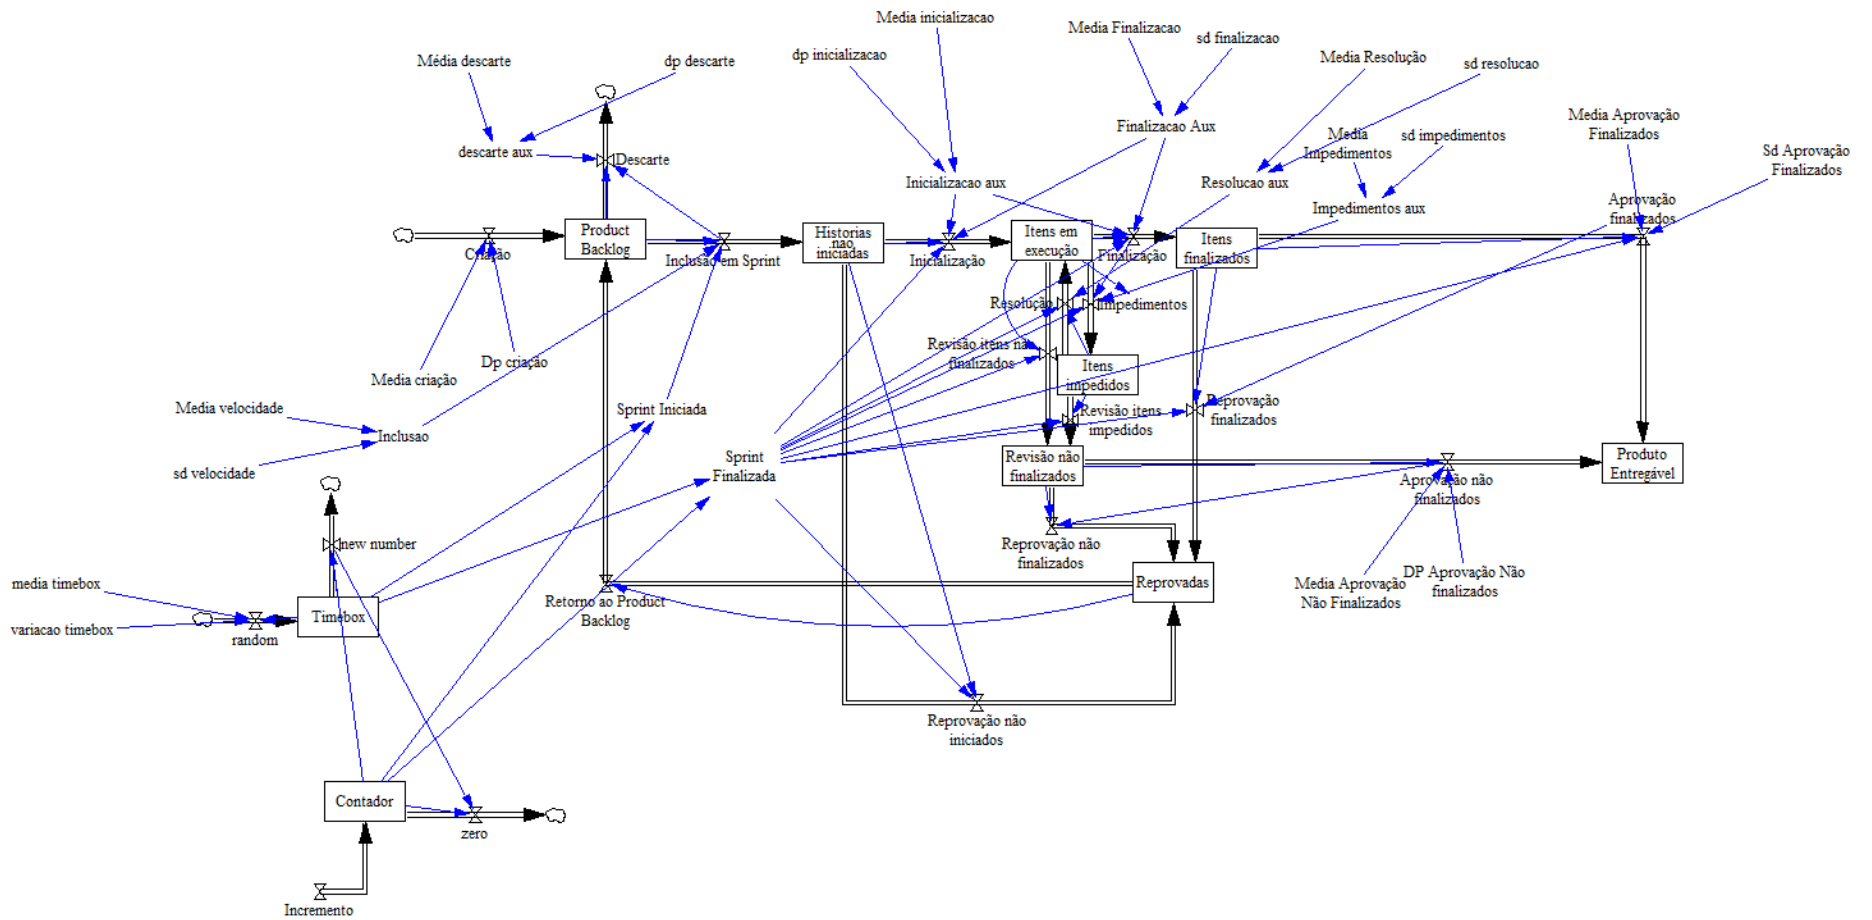 Media inicializacao
Media Finalizacao
sd finalizacao
dp inicializacao
Média descarte
dp descarte
Media Resolução
sd resolucao
Finalizacao Aux
Media Aprovação
Finalizados
Media
Impedimentos
sd impedimentos
descarte aux
Descarte
Sd Aprovação
Finalizados
Inicializacao aux
Resolucao aux
Impedimentos aux
Aprovação
finalizados
Product
Backlog
Historias
não
iniciadas
Itens em
execução
Itens
finalizados
Criação
Inclusão em Sprint
Inicialização
Finalização
Resolução
Impedimentos
Revisão itens não
finalizados
Dp criação
Media criação
Itens
impedidos
Media velocidade
Sprint Iniciada
Revisão itens
impedidos
Reprovação
finalizados
Inclusao
sd velocidade
Sprint
Finalizada
Revisão não
finalizados
Produto
Entregável
Aprovação não
finalizados
new number
Reprovação não
finalizados
media timebox
Media Aprovação
Não Finalizados
DP Aprovação Não
finalizados
Reprovadas
Retorno ao Product
Backlog
Timebox
variacao timebox
random
Reprovação não
iniciados
Contador
zero
Incremento